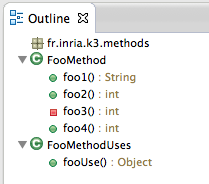 Outline
fr.inria.k3.methods
FooMethod
foo1() : String
foo2() : int
foo3() : int
foo4() : int
FooMethodUses
fooUse() : Object